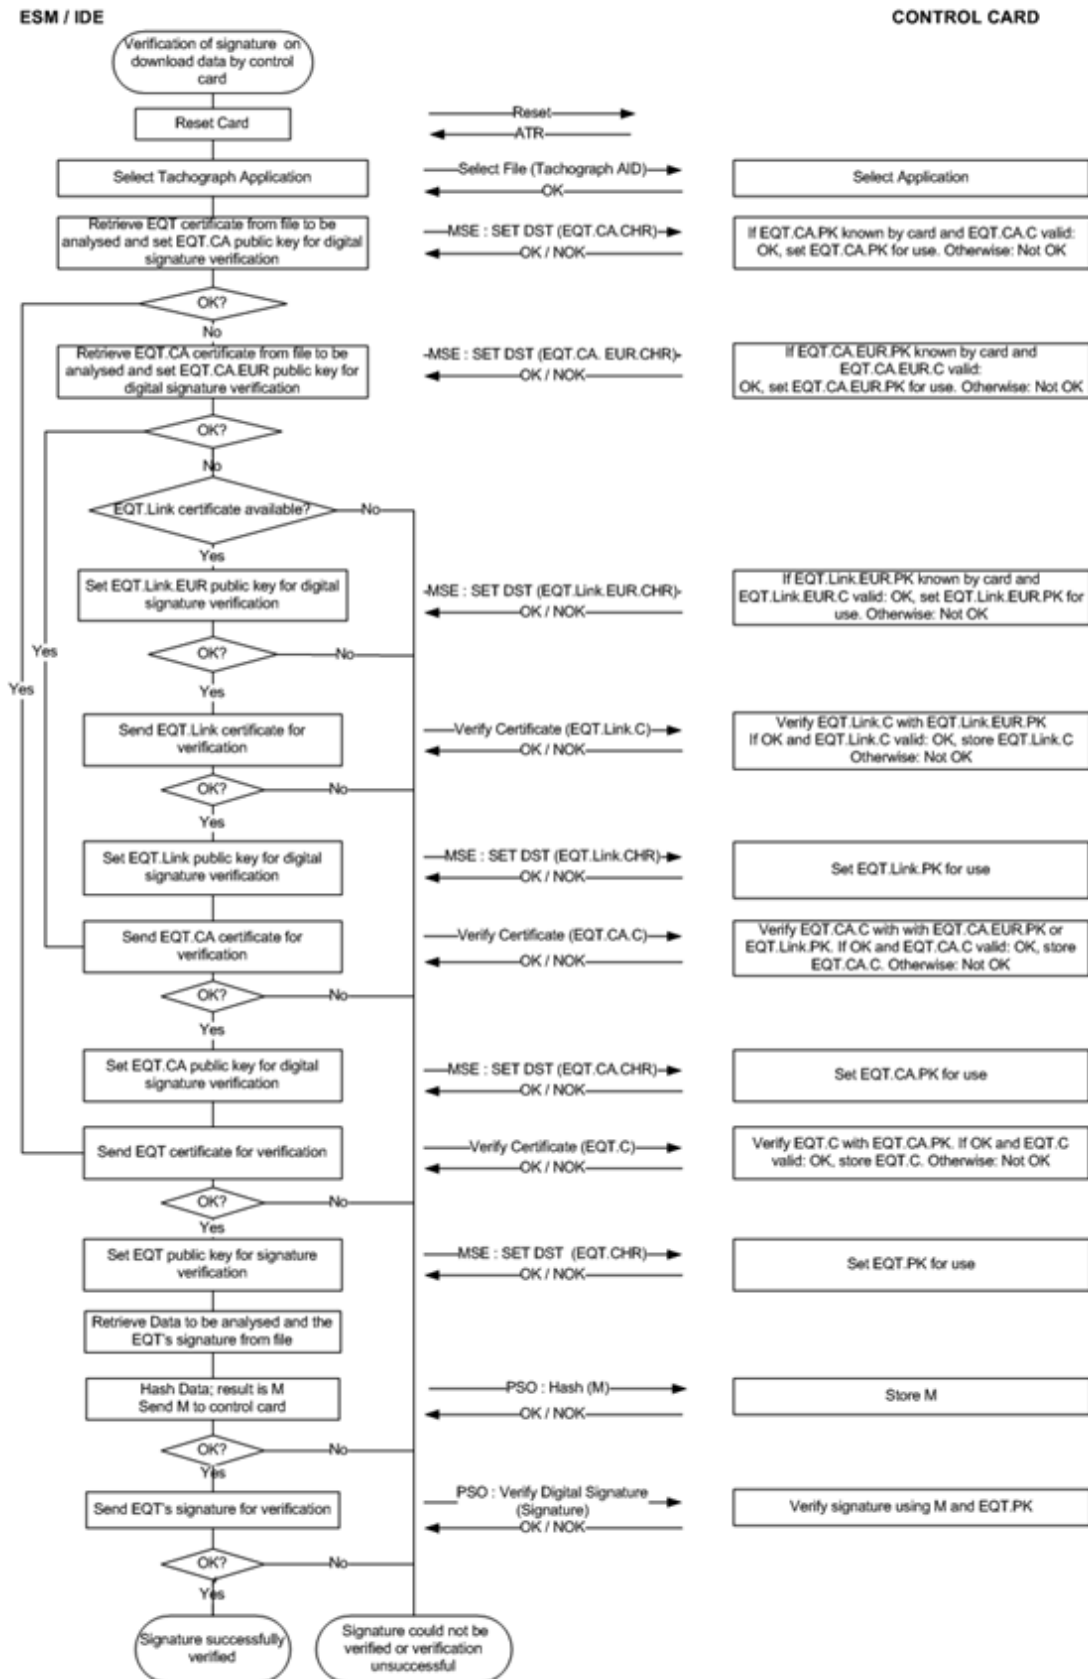 ESM / IDE
CONTROL CARD
Verification of signature on
download data by control
card
Reset Card
Reset
ATR
Select Tachograph Application
Select File (Tachograph AID)
OK
Select Application
Retrieve EQT certificate from file to be
analysed and set EQT.CA public key for digital
signature verification
MSE : SET DST (EQT.CA.CHR)
OK / NOK
If EQT.CA.PK known by card and EQT.CA.C valid:
OK, set EQT.CA.PK for use. Otherwise: Not OK
OK?
No
Retrieve EQT.CA certificate from file to be
analysed and set EQT.CA.EUR public key for
digital signature verification
MSE : SET DST (EQT.CA. EUR.CHR)
OK / NOK
If EQT.CA.EUR.PK known by card and
EQT.CA.EUR.C valid:
OK, set EQT.CA.EUR.PK for use. Otherwise: Not OK
OK?
No
EQT.Link certificate available?
No
Yes
Set EQT.Link.EUR public key for digital
signature verification
MSE : SET DST (EQT.Link.EUR.CHR)
OK / NOK
If EQT.Link.EUR.PK known by card and
EQT.Link.EUR.C valid: OK, set EQT.Link.EUR.PK for
use. Otherwise: Not OK
Yes
OK?
No
Yes
Yes
Send EQT.Link certificate for
verification
Verify Certificate (EQT.Link.C)
OK / NOK
Verify EQT.Link.C with EQT.Link.EUR.PK
If OK and EQT.Link.C valid: OK, store EQT.Link.C
Otherwise: Not OK
OK?
No
Yes
Set EQT.Link public key for digital
signature verification
MSE : SET DST (EQT.Link.CHR)
OK / NOK
Set EQT.Link.PK for use
Send EQT.CA certificate for
verification
Verify Certificate (EQT.CA.C)
OK / NOK
Verify EQT.CA.C with with EQT.CA.EUR.PK or
EQT.Link.PK. If OK and EQT.CA.C valid: OK, store
EQT.CA.C. Otherwise: Not OK
OK?
No
Yes
Set EQT.CA public key for digital
signature verification
MSE : SET DST (EQT.CA.CHR)
OK / NOK
Set EQT.CA.PK for use
Send EQT certificate for verification
Verify Certificate (EQT.C)
OK / NOK
Verify EQT.C with EQT.CA.PK. If OK and EQT.C
valid: OK, store EQT.C. Otherwise: Not OK
OK?
No
Yes
Set EQT public key for signature
verification
MSE : SET DST (EQT.CHR)
OK / NOK
Set EQT.PK for use
Retrieve Data to be analysed and the
EQT's signature from file
Hash Data; result is M
Send M to control card
PSO : Hash (M)
OK / NOK
Store M
OK?
No
Yes
Send EQT's signature for verification
PSO : Verify Digital Signature
(Signature)
OK / NOK
Verify signature using M and EQT.PK
OK?
No
Yes
Signature successfully
verified
Signature could not be
verified or verification
unsuccessful